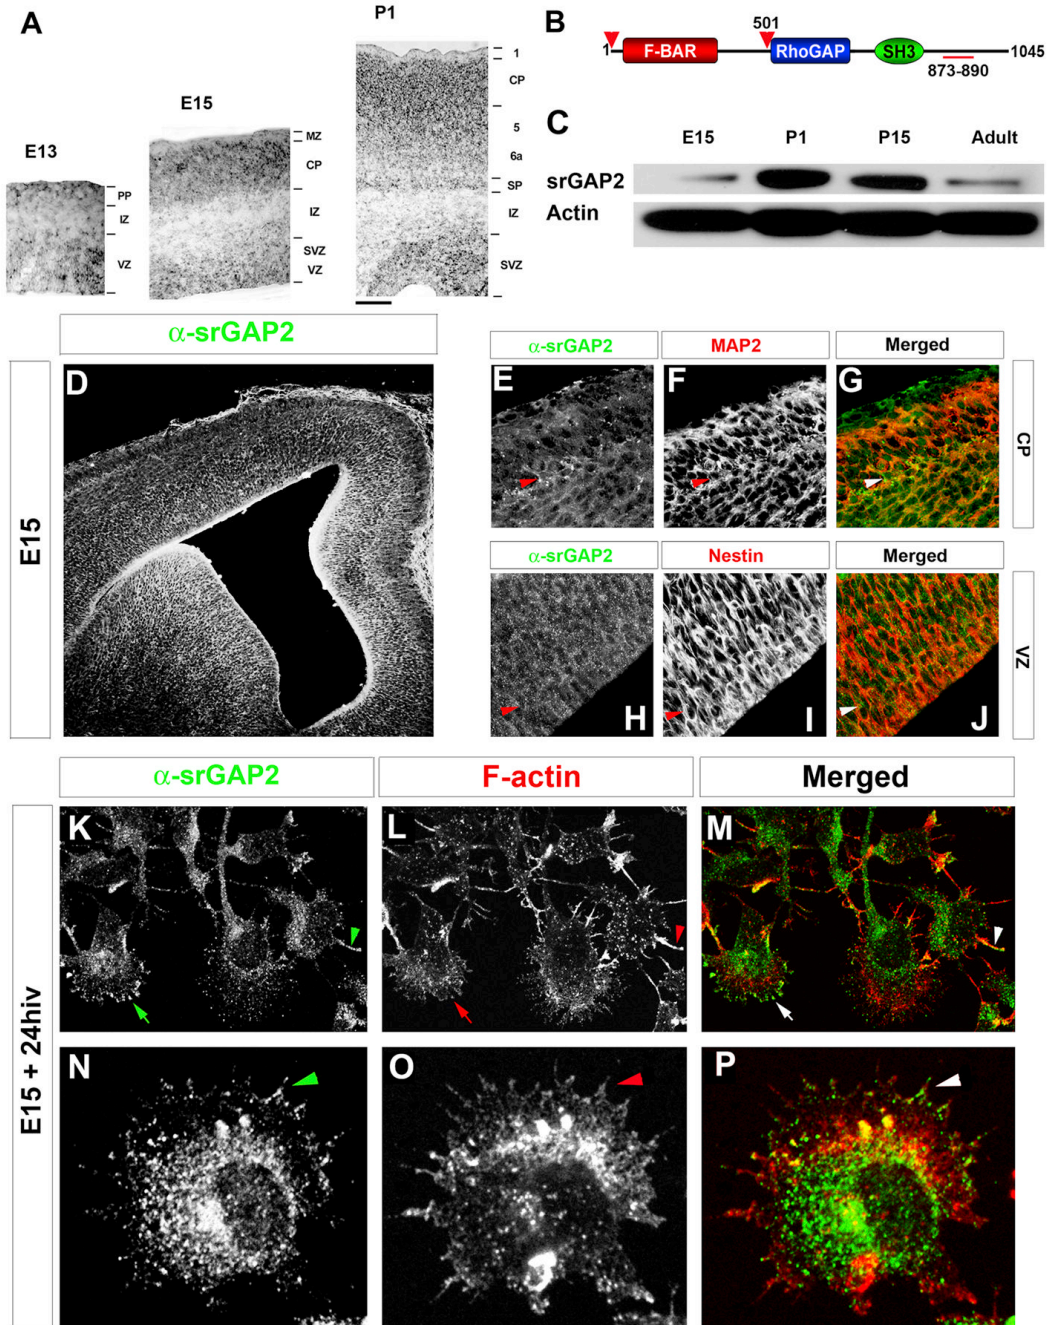 A
P1
E15
E13
PP
IZ
VZ
MZ
CP
IZ
SVZ
VZ
1
CP
5
6a
SP
IZ
SVZ
B
501
1
F-BAR
RhoGAP
SH3
1045
873-890
C
E15
P1
P15
Adult
srGAP2
Actin
α-srGAP2
E15
D
α-srGAP2
MAP2
Merged
E
F
G
CP
α-srGAP2
Nestin
Merged
H
I
J
VZ
α-srGAP2
F-actin
Merged
E15 + 24hiv
K
L
M
N
O
P